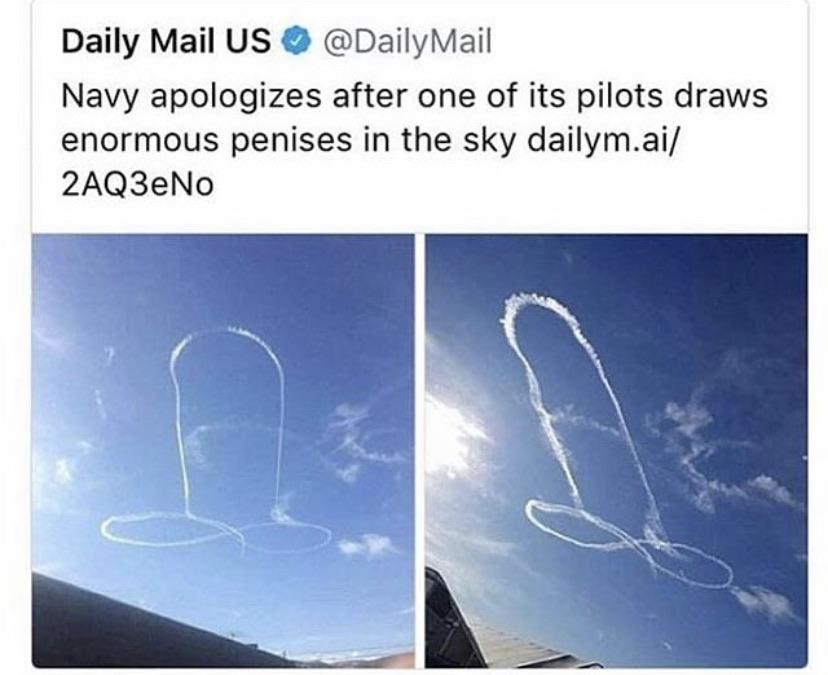 Daily Mail US @DailyMail
Navy apologizes after one of its pilots draws
enormous penises in the sky dailym.ai/
2AQ3eNo